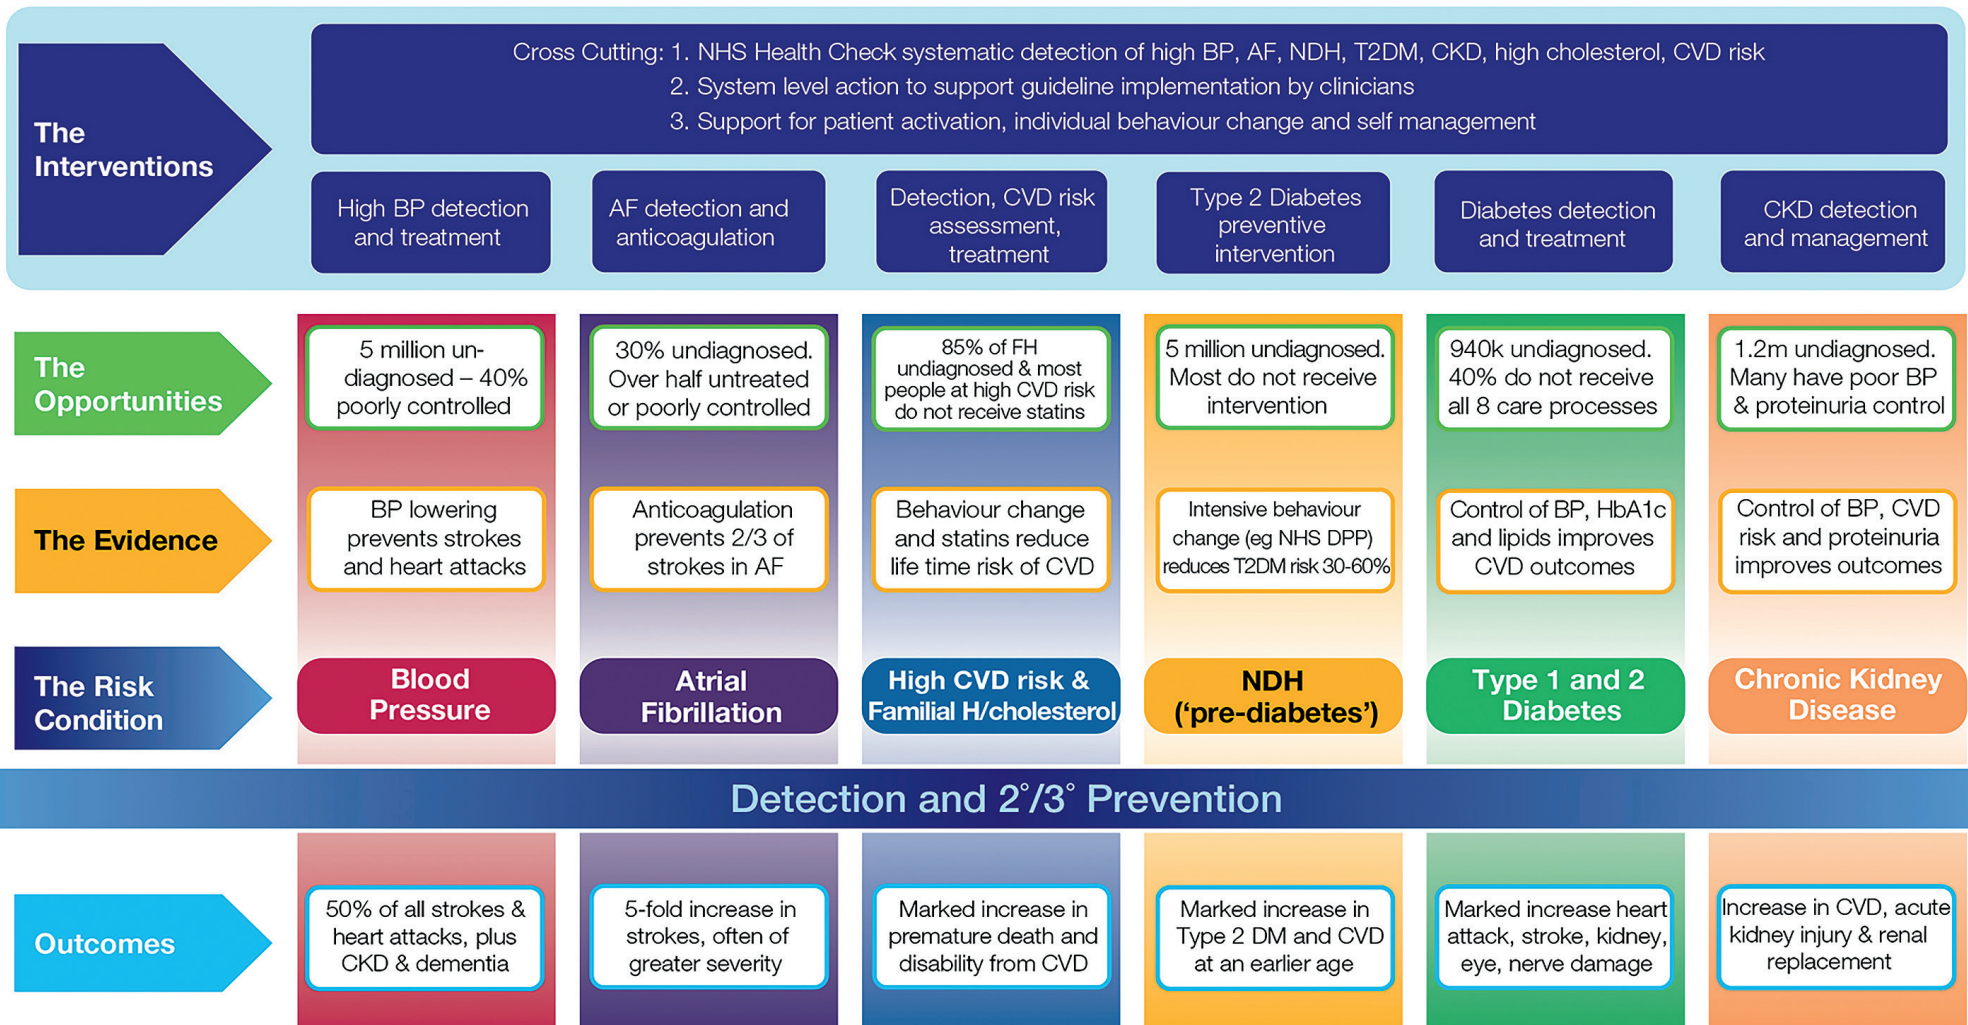 The
Interventions
Cross Cutting: 1. NHS Health Check systematic detection of high BP, AF, NDH, T2DM, CKD, high cholesterol, CVD risk
2. System level action to support guideline implementation by clinicians
3. Support for patient activation, individual behaviour change and self management
High BP detection
and treatment
AF detection and
anticoagulation
Detection, CVD risk
assessment,
treatment
Type 2 Diabetes
preventive
intervention
Diabetes detection
and treatment
CKD detection
and management
The
Opportunities
5 million un-
diagnosed – 40%
poorly controlled
30% undiagnosed.
Over half untreated
or poorly controlled
85% of FH
undiagnosed & most
people at high CVD risk
do not receive statins
5 million undiagnosed.
Most do not receive
intervention
940k undiagnosed.
40% do not receive
all 8 care processes
1.2m undiagnosed.
Many have poor BP
& proteinuria control
The Evidence
BP lowering
prevents strokes
and heart attacks
Anticoagulation
prevents 2/3 of
strokes in AF
Behaviour change
and statins reduce
life time risk of CVD
Intensive behaviour
change (eg NHS DPP)
reduces T2DM risk 30-60%
Control of BP, HbA1c
and lipids improves
CVD outcomes
Control of BP, CVD
risk and proteinuria
improves outcomes
The Risk
Condition
Blood
Pressure
Atrial
Fibrillation
High CVD risk &
Familial H/cholesterol
NDH
(‘pre-diabetes’)
Type 1 and 2
Diabetes
Chronic Kidney
Disease
Detection and 2°/3° Prevention
Outcomes
50% of all strokes &
heart attacks, plus
CKD & dementia
5-fold increase in
strokes, often of
greater severity
Marked increase in
premature death and
disability from CVD
Marked increase in
Type 2 DM and CVD
at an earlier age
Marked increase heart
attack, stroke, kidney,
eye, nerve damage
Increase in CVD, acute
kidney injury & renal
replacement